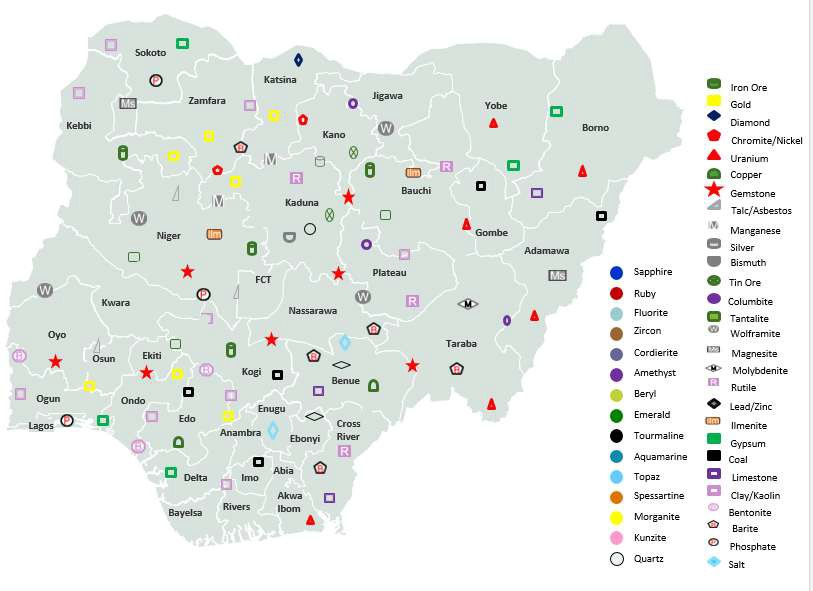 Sokoto
Katsina
Jigawa
Yobe
Borno
Zamfara
Kebbi
Kano
Bauchi
Kaduna
Gombe
Niger
Adamawa
FCT
Plateau
Kwara
Nassarawa
Oyo
Osun
Ekiti
Taraba
Kogi
Benue
Ogun
Ondo
Edo
Enugu
Lagos
Anambra
Ebonyi
Cross
River
Delta
Imo
Abia
Bayelsa
Rivers
Akwa
Ibom
P
Ms
W
R
M
Ilm
B
H
Sapphire
Ruby
Fluorite
Zircon
Cordierite
Amethyst
Beryl
Emerald
Tourmaline
Aquamarine
Topaz
Spessartine
Morganite
Kunzite
Quartz
Iron Ore
Gold
Diamond
Chromite/Nickel
Uranium
Copper
Gemstone
Talc/Asbestos
Manganese
Silver
Bismuth
Tin Ore
Columbite
Tantalite
Wolframite
Magnesite
Molybdenite
Rutile
Lead/Zinc
Ilmenite
Gypsum
Coal
Limestone
Clay/Kaolin
Bentonite
Barite
Phosphate
Salt